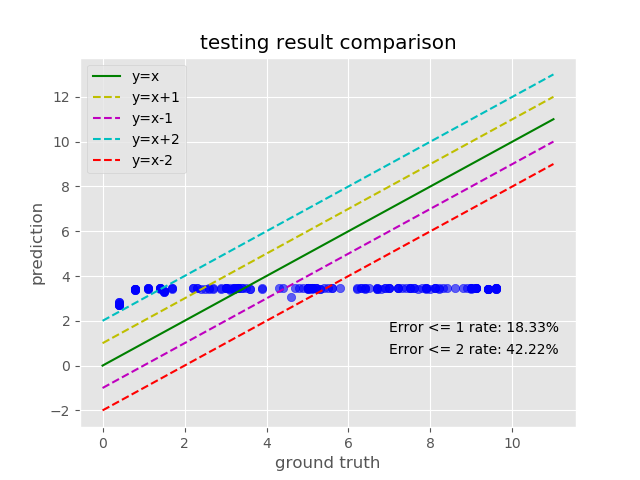 testing result comparison
y=x
y=x+1
y=x-1
y=x+2
y=x-2
12
10
8
6
4
2
0
−2
prediction
Error <= 1 rate: 18.33%
Error <= 2 rate: 42.22%
0 2 4 6 8 10
ground truth